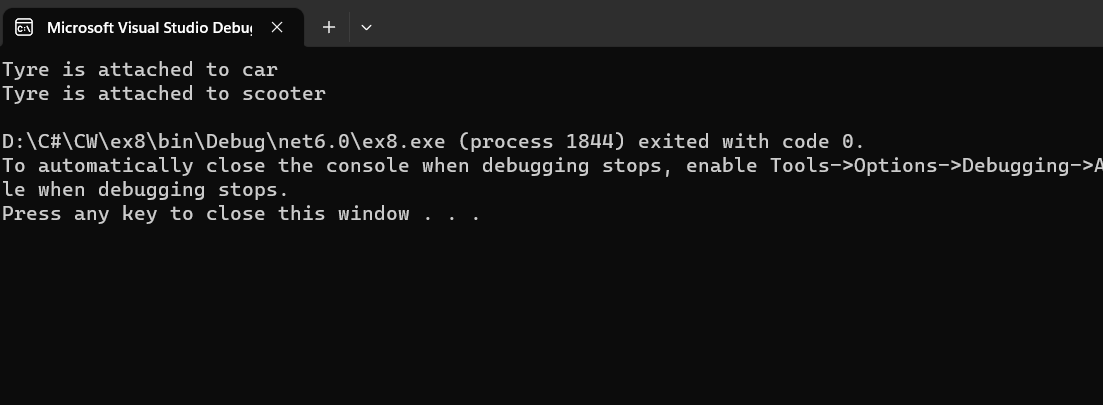 Microsoft Visual Studio Debu
Tyre is attached to car
Tyre is attached to scooter
D:\C#\CW\ex8\bin\Debug\net6.0\ex8.exe (process 1844) exited with code 0.
To automatically close the console when debugging stops, enable Tools->Options->Debugging->A
le when debugging stops.
Press any key to close this window . . .